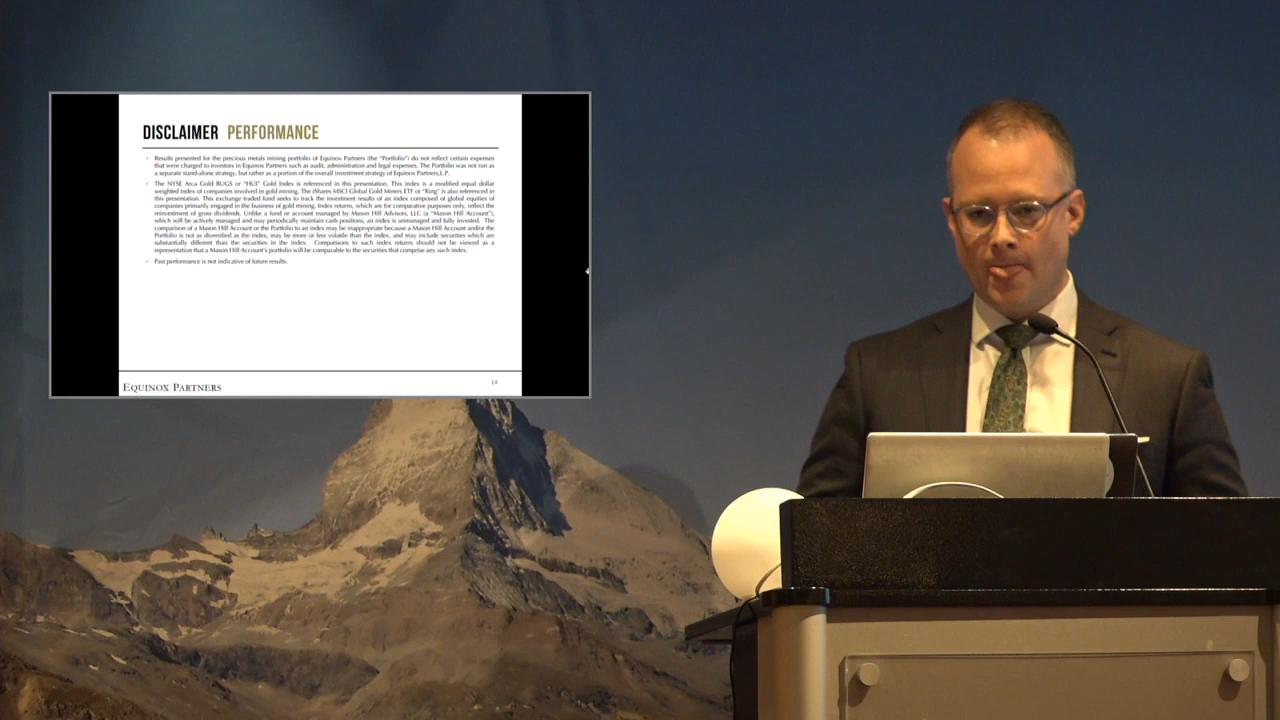 DISCLAIMER PERFORMANCE
Results presented for the precious metals mining portfolio of Equinox Partners (the "Portfolio") do not reflect certain expenses
that were charged to investors in Equinox Partners such as audit, administration and legal expenses. The Portfolio was not run as
a separate stand-alone strategy, but rather as a portion of the overall investment strategy of Equinox Partners, L.P.
The NYSE Arca Gold BUGS or "HUI" Gold Index is referenced in this presentation. This index is a modified equal dollar
weighted index of companies involved in gold mining. The iShares MSCI Global Gold Miners ETF or "Ring" is also referenced in
this presentation. This exchange traded fund seeks to track the investment results of an index composed of global equities of
companies primarily engaged in the business of gold mining. Index returns, which are for comparative purposes only, reflect the
reinvestment of gross dividends. Unlike a fund or account managed by Mason Hill Advisors, LLC (a "Mason Hill Account"),
which will be actively managed and may periodically maintain cash positions, an index is unmanaged and fully invested. The
comparison of a Mason Hill Account or the Portfolio to an index may be inappropriate because a Mason Hill Account and/or the
Portfolio is not as diversified as the index, may be more or less volatile than the index, and may include securities which are
substantially different than the securities in the index. Comparisons to such index returns should not be viewed as a
representation that a Mason Hill Account's portfolio will be comparable to the securities that comprise any such index.
Past performance is not indicative of future results.
EQUINOX PARTNERS
14